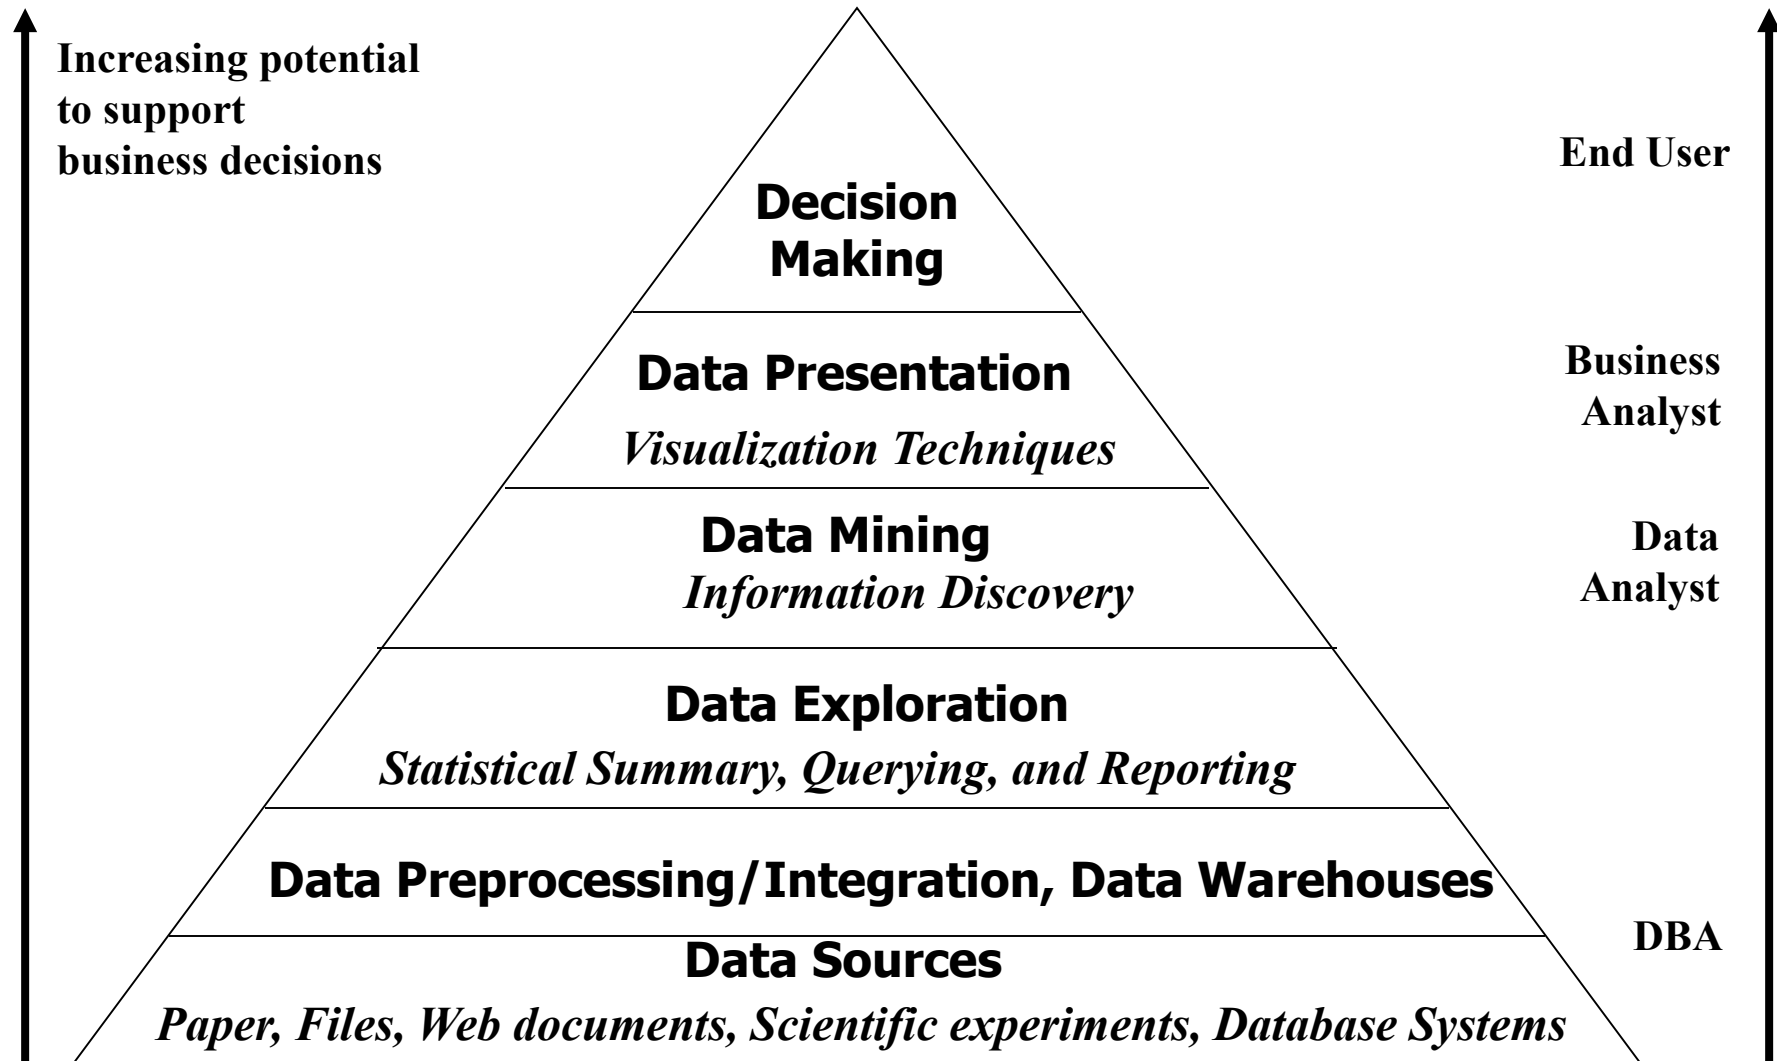 Increasing potential
to support
business decisions
End User
Decision
Making
Data Presentation
Visualization Techniques
Business
Analyst
Data Mining
Information Discovery
Data
Analyst
Data Exploration
Statistical Summary, Querying, and Reporting
Data Preprocessing/Integration, Data Warehouses
DBA
Data Sources
Paper, Files, Web documents, Scientific experiments, Database Systems